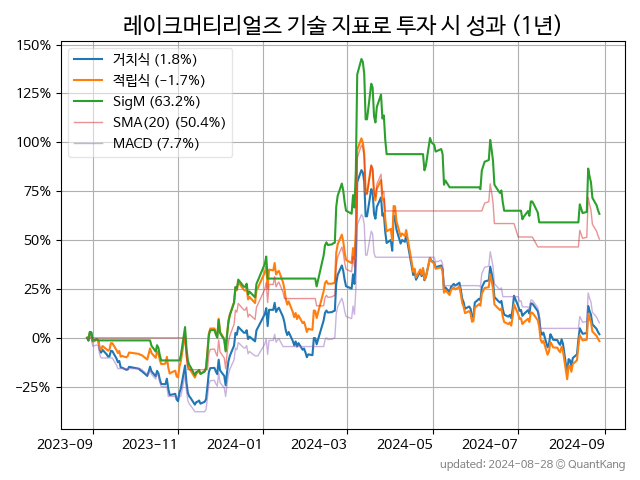 레이크머티리얼즈 기술 지표로 투자 시 성과 (1년)
150%
125%
100%
75%
50%
25%
0%
−25%
거치식 (1.8%)
적립식 (−1.7%)
SigM (63.2%)
SMA(20) (50.4%)
MACD (7.7%)
2023-09 2023-11 2024-01 2024-03 2024-05 2024-07 2024-09
updated: 2024-08-28 © QuantKang